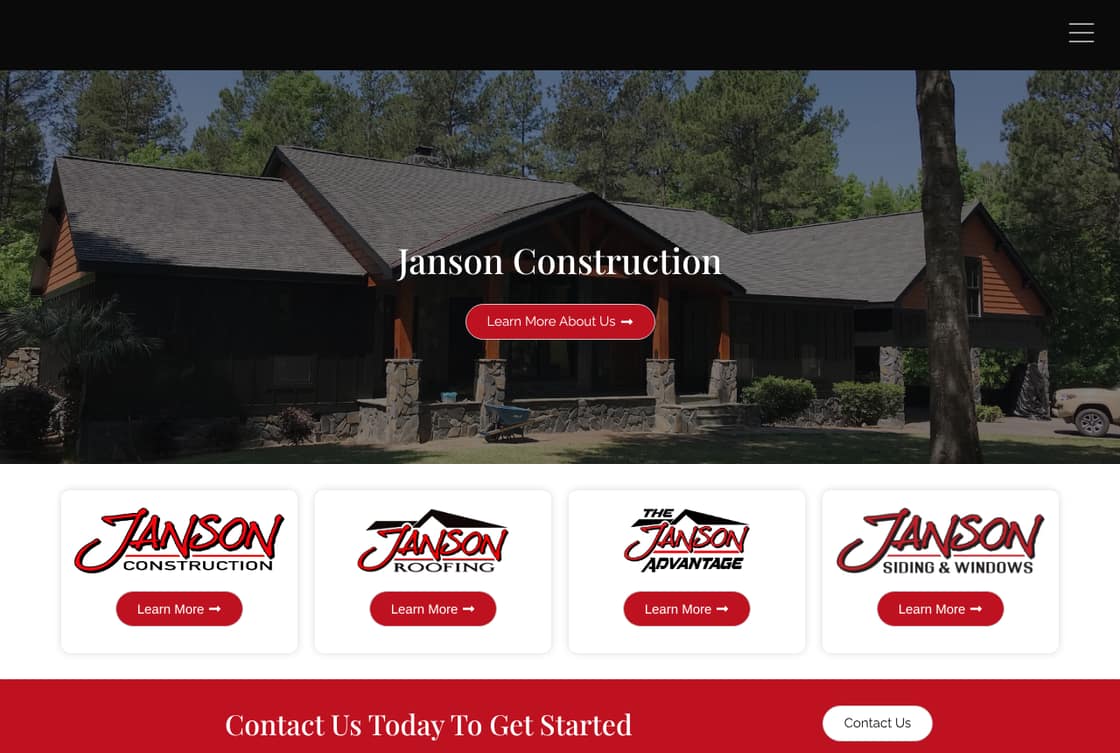 Janson Construction
Learn More About Us
JANSON
CONSTRUCTION
Learn More
JANSON
ROOFING
Learn More
THE
JANSON
ADVANTAGE
Learn More
JANSON
SIDING & WINDOWS
Learn More
Contact Us Today To Get Started
Contact Us